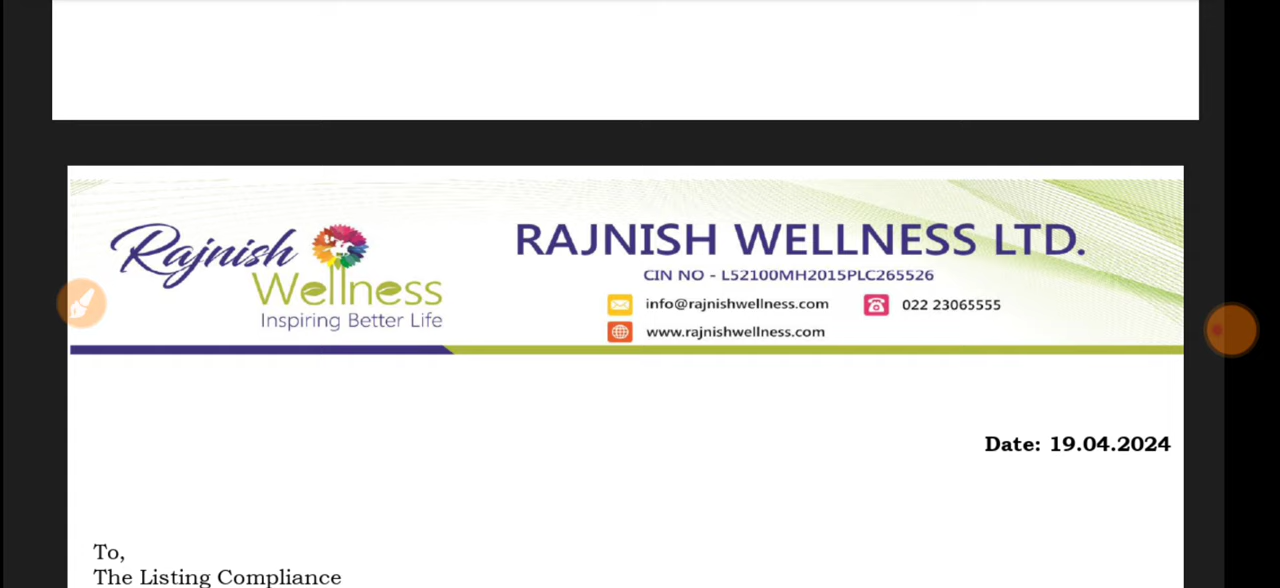 Rajnish
Wellness
Inspiring Better Life
RAJNISH WELLNESS LTD.
CIN NO - L52100MH2015PLC265526
info@rajnishwellness.com 022 23065555
www.rajnishwellness.com
Date: 19.04.2024
To,
The Listing Compliance